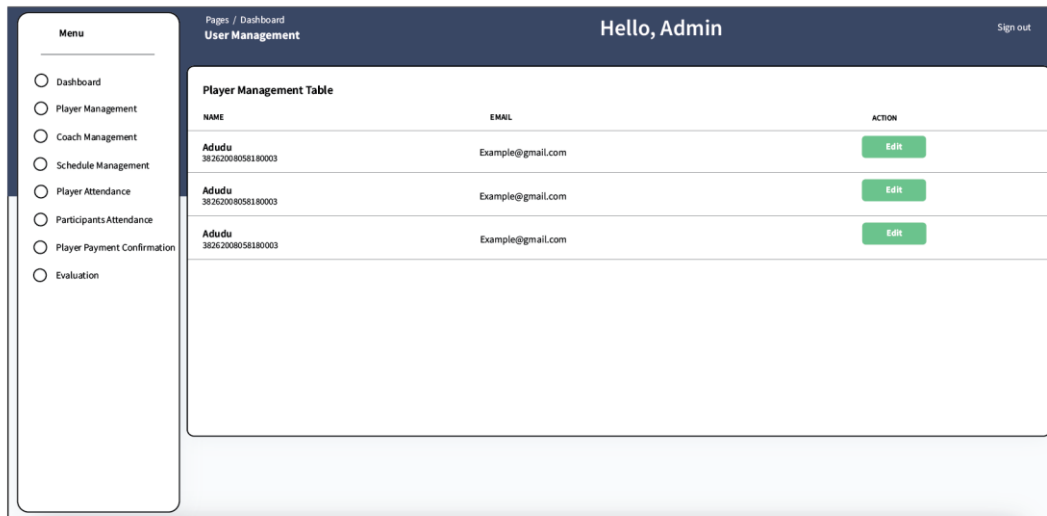 Menu
Dashboard
Player Management
Coach Management
Schedule Management
Player Attendance
Participants Attendance
Player Payment Confirmation
Evaluation
Pages / Dashboard
User Management
Hello, Admin
Sign out
Player Management Table
NAME EMAIL ACTION
Adudu
38262008058180003
Example@gmail.com
Edit
Adudu
38262008058180003
Example@gmail.com
Edit
Adudu
38262008058180003
Example@gmail.com
Edit